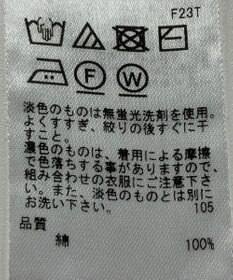 F23T
F
W
淡色のものは無蛍光洗剤を使用。
よくすすぎ、絞りの後すぐに干
すこと。
濃色のものは、着用による摩擦
で色落ちする事がありますので、
組み合わせの衣服にご注意下さ
い。また、淡色のものとは別に
お洗い下さい。 105
品質
綿 100%